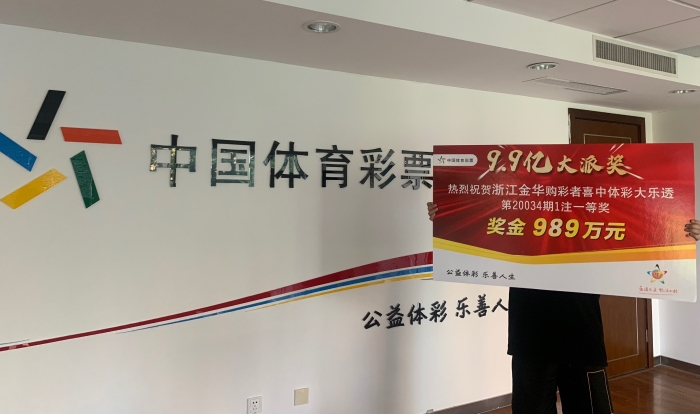 中国体育彩票
公益体彩 乐善人
中国体育彩票
9.9亿大派奖
热烈祝贺浙江金华购彩者喜中体彩大乐透
第20034期1注一等奖
奖金 989万元
公益体彩 乐善人生